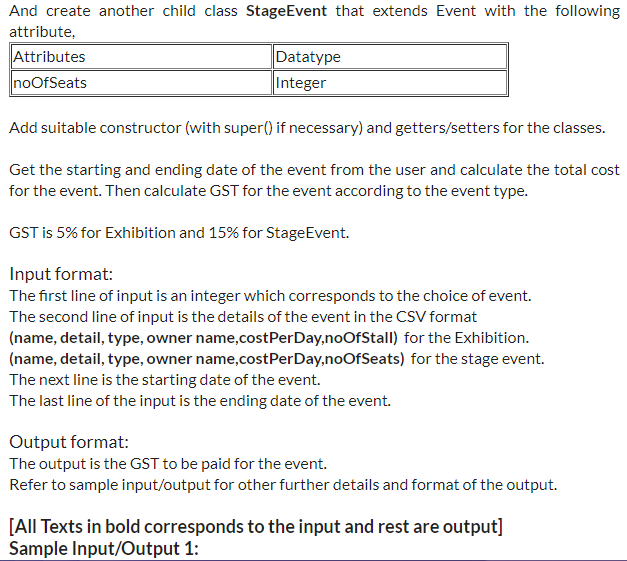 And create another child class StageEvent that extends Event with the following
attribute,
Attributes Datatype
noOfSeats Integer
Add suitable constructor (with super() if necessary) and getters/setters for the classes.
Get the starting and ending date of the event from the user and calculate the total cost
for the event. Then calculate GST for the event according to the event type.
GST is 5% for Exhibition and 15% for StageEvent.
Input format:
The first line of input is an integer which corresponds to the choice of event.
The second line of input is the details of the event in the CSV format
(name, detail, type, owner name,costPerDay,noOfStall) for the Exhibition.
(name, detail, type, owner name,costPerDay,noOfSeats) for the stage event.
The next line is the starting date of the event.
The last line of the input is the ending date of the event.
Output format:
The output is the GST to be paid for the event.
Refer to sample input/output for other further details and format of the output.
[All Texts in bold corresponds to the input and rest are output]
Sample Input/Output 1: